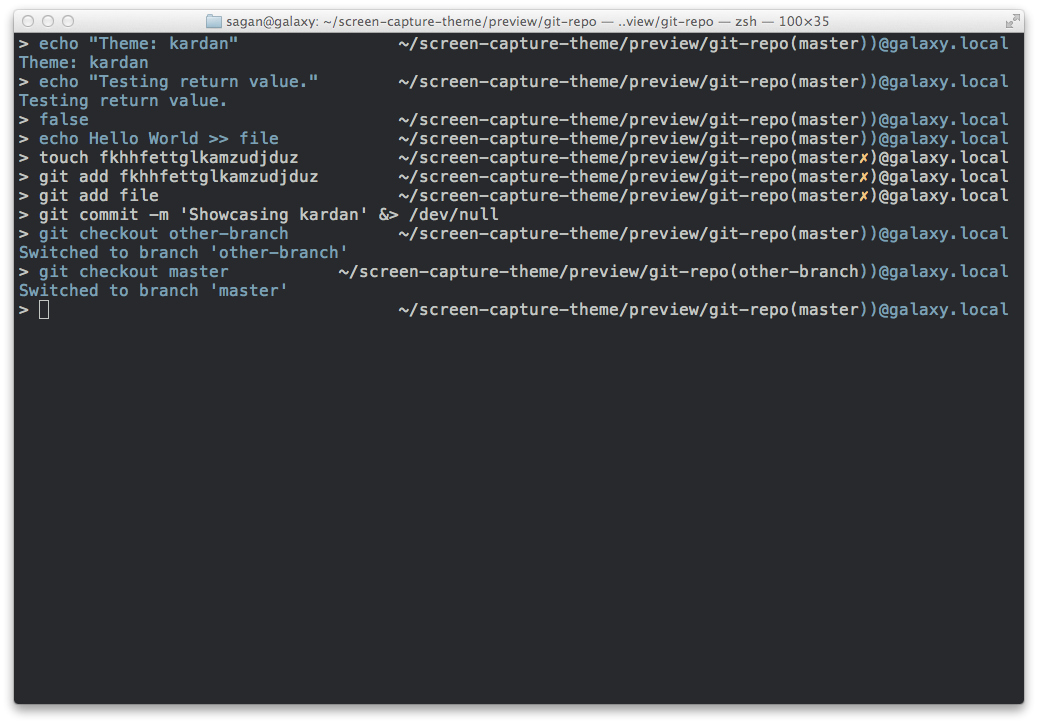 sagan@galaxy: ~/screen-capture-theme/preview/git-repo — ..view/git-repo — zsh — 100×35
> echo "Theme: kardan" ~/screen-capture-theme/preview/git-repo(master))@galaxy.local
Theme: kardan
> echo "Testing return value." ~/screen-capture-theme/preview/git-repo(master))@galaxy.local
Testing return value.
> false ~/screen-capture-theme/preview/git-repo(master))@galaxy.local
> echo Hello World >> file ~/screen-capture-theme/preview/git-repo(master))@galaxy.local
> touch fkhhfettglkamzudjduz ~/screen-capture-theme/preview/git-repo(master✗)@galaxy.local
> git add fkhhfettglkamzudjduz ~/screen-capture-theme/preview/git-repo(master✗)@galaxy.local
> git add file ~/screen-capture-theme/preview/git-repo(master✗)@galaxy.local
> git commit -m 'Showcasing kardan' &> /dev/null
> git checkout other-branch ~/screen-capture-theme/preview/git-repo(master))@galaxy.local
Switched to branch 'other-branch'
> git checkout master ~/screen-capture-theme/preview/git-repo(other-branch))@galaxy.local
Switched to branch 'master'
> ~/screen-capture-theme/preview/git-repo(master))@galaxy.local